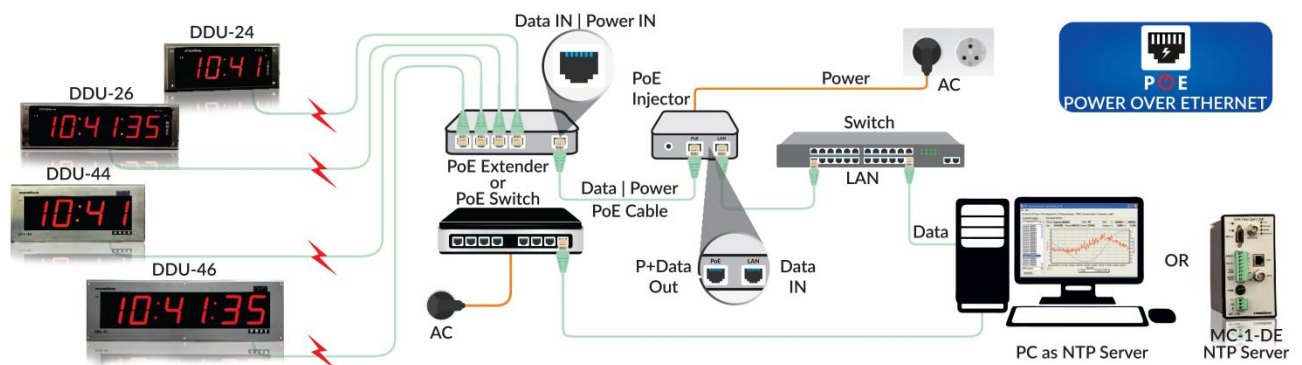 DDU-24
10:41
DDU-26
10:41:35
DDU-44
10:41
DDU-46
10:41:35
Data IN | Power IN
PoE Extender
or
PoE Switch
AC
PoE
Injector
PoE LAN
Data | Power
PoE Cable
P+Data
Out
PoE LAN
Data
IN
Power
AC
Switch
LAN
Data
POE
POWER OVER ETHERNET
PC as NTP Server
OR
MC-1-DE
NTP Server